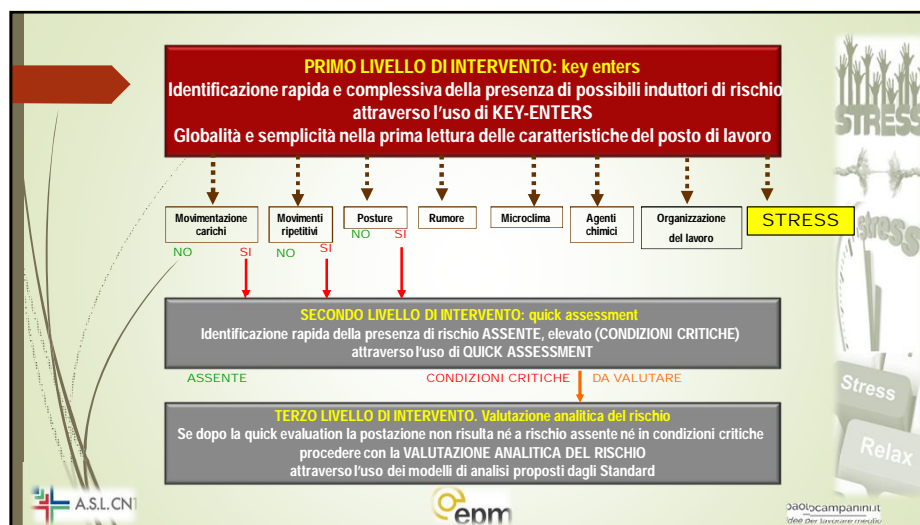 PRIMO LIVELLO DI INTERVENTO: key enters
Identificazione rapida e complessiva della presenza di possibili induttori di rischio
attraverso l'uso di KEY-ENTERS
Globalità e semplicità nella prima lettura delle caratteristiche del posto di lavoro
STRESS
Movimentazione
carichi
Movimenti
ripetitivi
Posture
Rumore
Microclima
Agenti
chimici
Organizzazione
del lavoro
STRESS
stress
NO
SI
NO
SI
NO
SI
SECONDO LIVELLO DI INTERVENTO: quick assessment
Identificazione rapida della presenza di rischio ASSENTE, elevato (CONDIZIONI CRITICHE)
attraverso l'uso di QUICK ASSESSMENT
ASSENTE
CONDIZIONI CRITICHE
DA VALUTARE
Stress
TERZO LIVELLO DI INTERVENTO. Valutazione analitica del rischio
Se dopo la quick evaluation la postazione non risulta né a rischio assente né in condizioni critiche
procedere con la VALUTAZIONE ANALITICA DEL RISCHIO
attraverso l'uso dei modelli di analisi proposti dagli Standard
Relax
A.S.L. CN1
epm
paolocampanini.it
idee per lavorare meglio